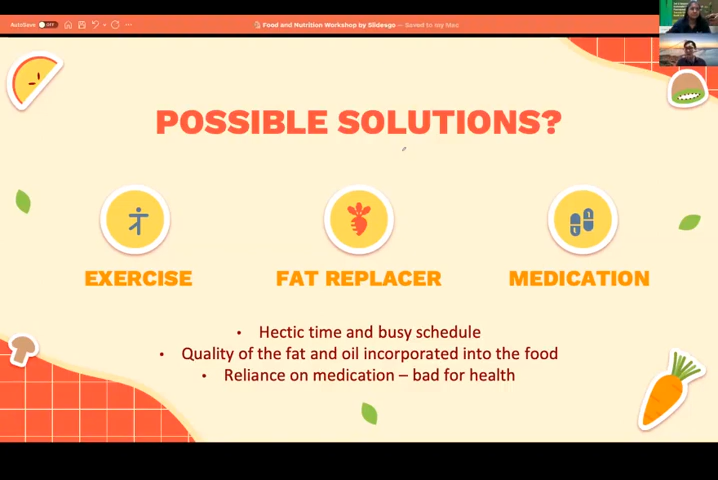 AutoSave OFF
Food and Nutrition Workshop by Slidesgo — Saved to my Mac
POSSIBLE SOLUTIONS?
EXERCISE
FAT REPLACER
MEDICATION
• Hectic time and busy schedule
• Quality of the fat and oil incorporated into the food
• Reliance on medication – bad for health